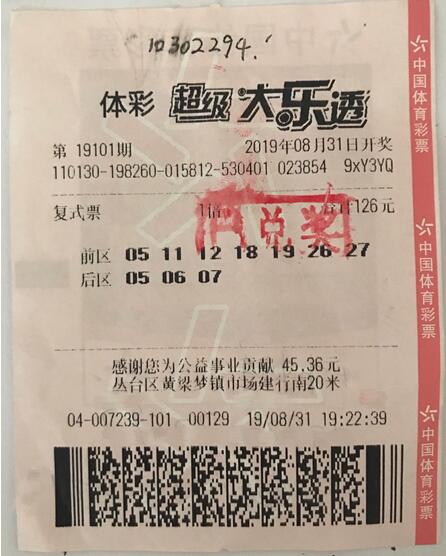 10302294.
体彩 超级大乐透
第 19101期 2019年08月31日开奖
110130-198260-015812-530401 023854 9xY3YQ
复式票 1倍 合计126元
已兑奖
前区 05 11 12 18 19 26 27
后区 05 06 07
感谢您为公益事业贡献 45.36元
丛台区黄梁梦镇市场建行南20米
04-007239-101 00129 19/08/31 19:22:39
中国体育彩票
中国体育彩票
中国体育彩票